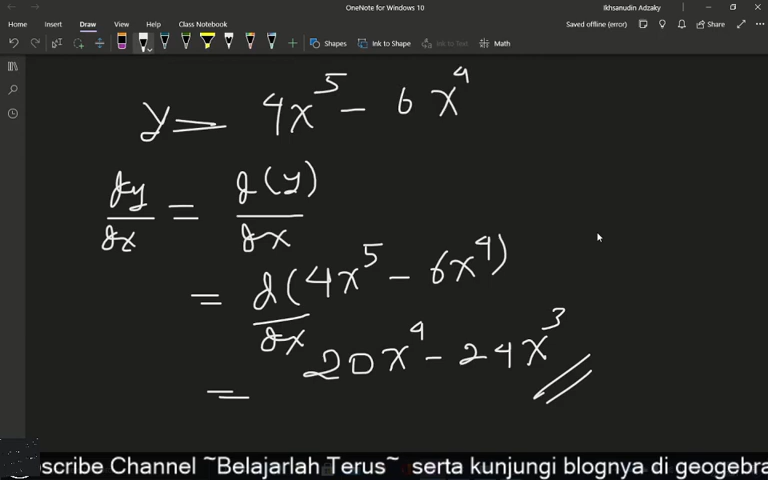 OneNote for Windows 10
Ikhsanudin Adzaky
Home Insert Draw View Help Class Notebook
Saved offline (error) Share
Shapes Ink to Shape Ink to Text Math
y = 4x⁵ - 6x⁴
dy/dx = d(y)/dx
= d(4x⁵ - 6x⁴)/dx
= 20x⁴ - 24x³
scribe Channel ~Belajarlah Terus~ serta kunjungi blognya di geogebra